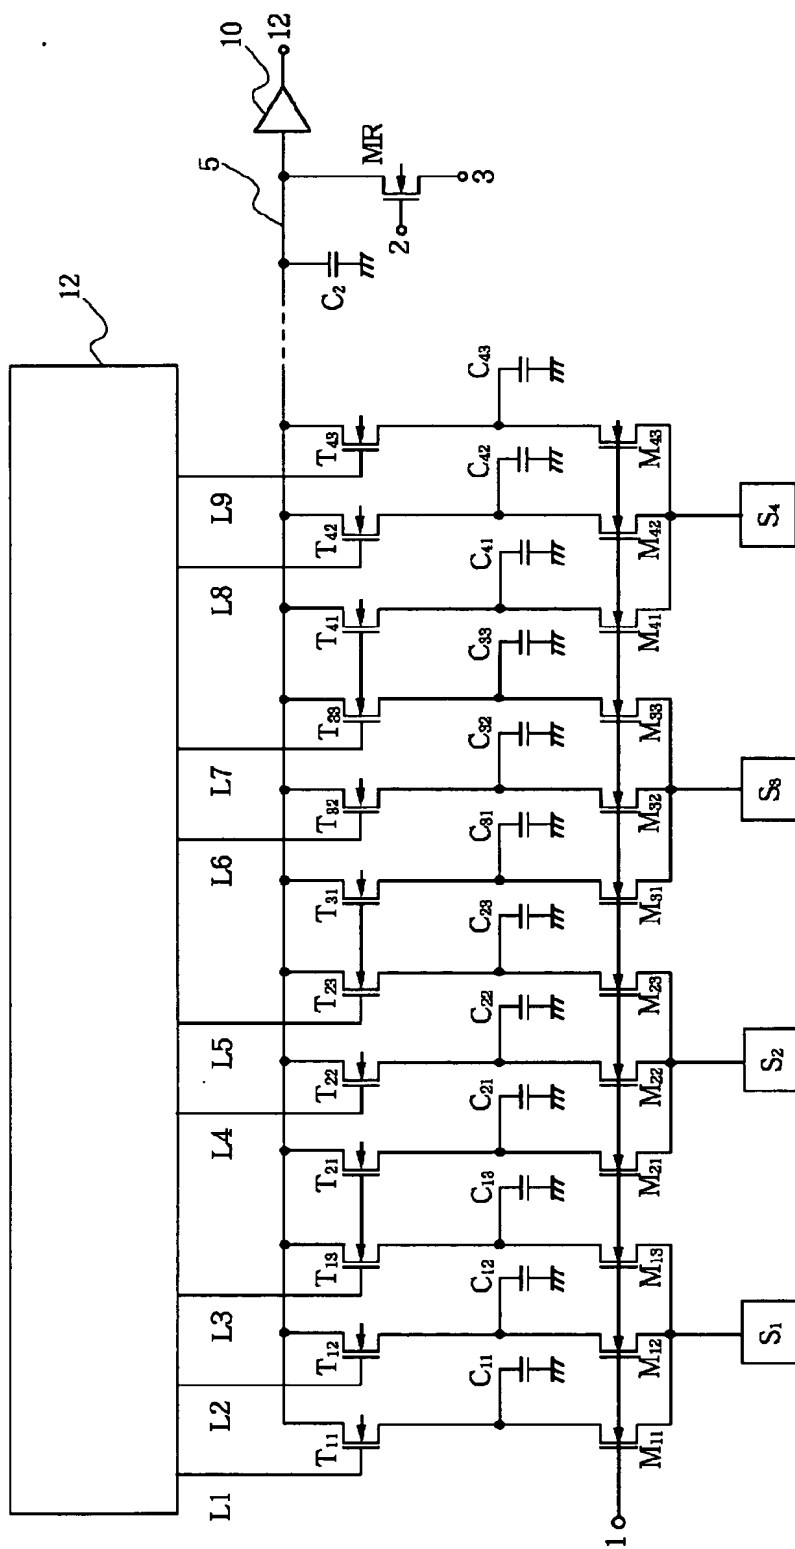 12
L1 L2 L3 L4 L5 L6 L7 L8 L9
5
10
12
T₁₁ T₁₂ T₁₃ T₂₁ T₂₂ T₂₃ T₃₁ T₃₂ T₃₃ T₄₁ T₄₂ T₄₃
C₂
MR
2
3
C₁₁ C₁₂ C₁₃ C₂₁ C₂₂ C₂₃ C₃₁ C₃₂ C₃₃ C₄₁ C₄₂ C₄₃
1
M₁₁ M₁₂ M₁₃ M₂₁ M₂₂ M₂₃ M₃₁ M₃₂ M₃₃ M₄₁ M₄₂ M₄₃
S₁ S₂ S₃ S₄